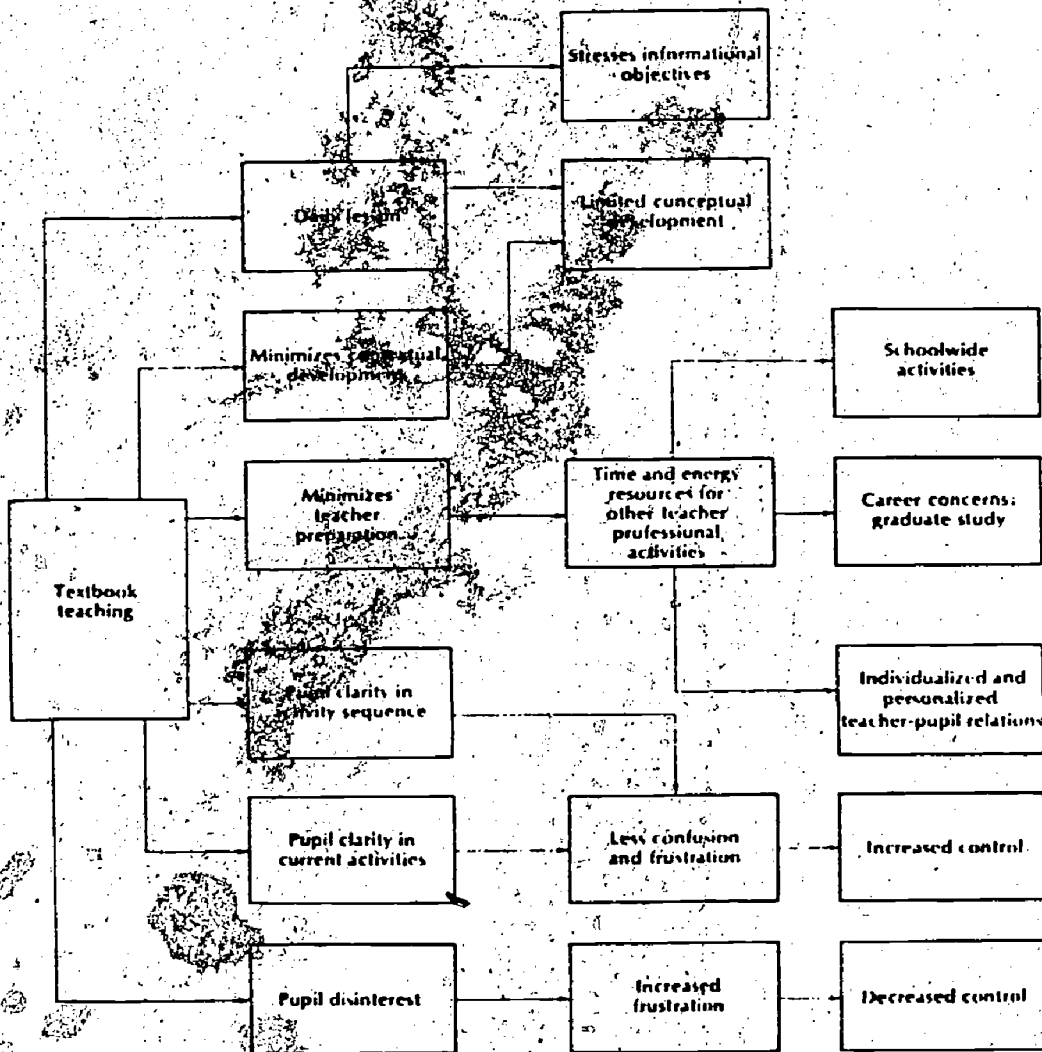 Stresses informational
objectives
Daily lesson
Limited conceptual
development
Minimizes conceptual
development
Schoolwide
activities
Minimizes
teacher
preparation
Time and energy
resources for
other teacher
professional
activities
Career concerns:
graduate study
Textbook
teaching
Pupil clarity in
activity sequence
Individualized and
personalized
teacher-pupil relations
Pupil clarity in
current activities
Less confusion
and frustration
Increased control
Pupil disinterest
Increased
frustration
Decreased control